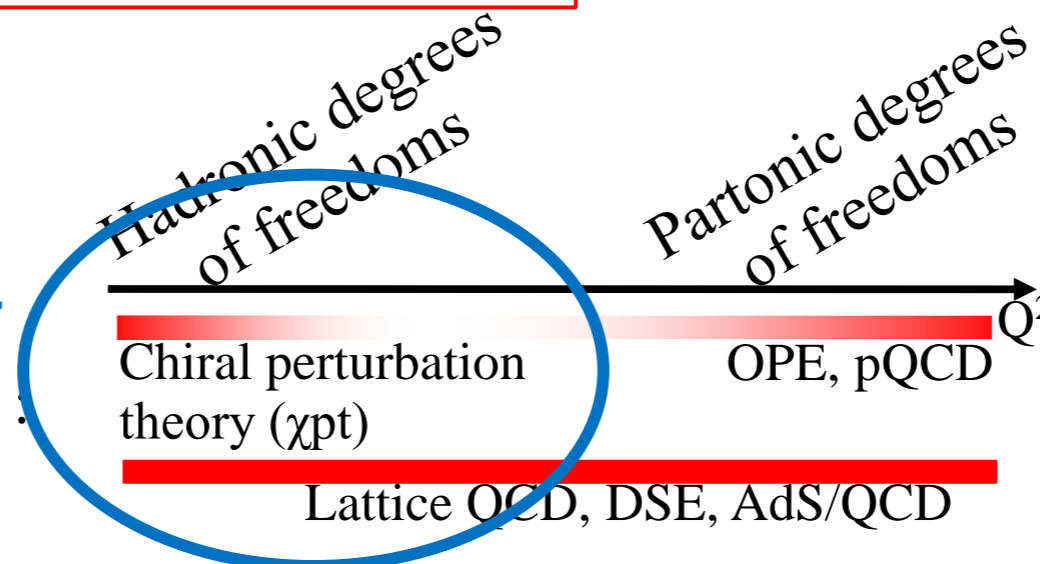 Hadronic degrees
of freedoms
Partonic degrees
of freedoms
Q²
Chiral perturbation
theory (χpt)
OPE, pQCD
Lattice QCD, DSE, AdS/QCD